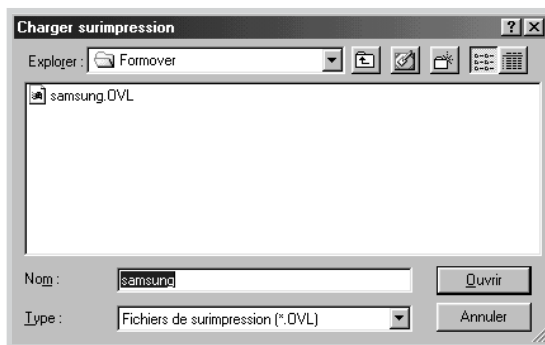 Charger surimpression
Explorer : Formover
samsung.OVL
Nom : samsung Ouvrir
Type : Fichiers de surimpression (*.OVL) Annuler